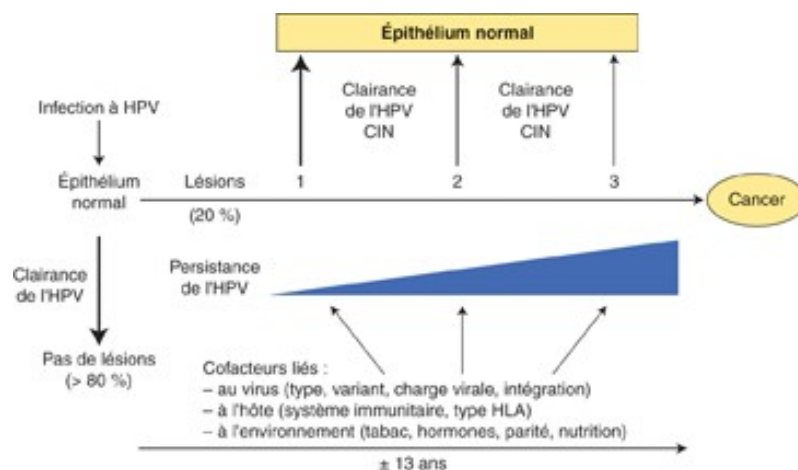 Épithélium normal
Infection à HPV
Clairance
de l'HPV
CIN
Clairance
de l'HPV
CIN
Épithélium
normal
Lésions
(20 %)
1
2
3
Cancer
Clairance
de l'HPV
Persistance
de l'HPV
Pas de lésions
(> 80 %)
Cofacteurs liés :
– au virus (type, variant, charge virale, intégration)
– à l'hôte (système immunitaire, type HLA)
– à l'environnement (tabac, hormones, parité, nutrition)
± 13 ans